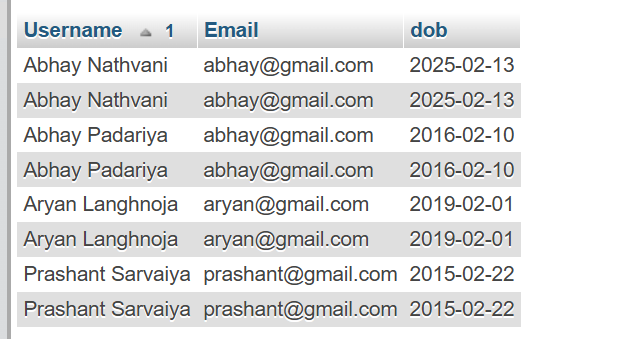 Username 1 Email dob
Abhay Nathvani abhay@gmail.com 2025-02-13
Abhay Nathvani abhay@gmail.com 2025-02-13
Abhay Padariya abhay@gmail.com 2016-02-10
Abhay Padariya abhay@gmail.com 2016-02-10
Aryan Langhnoja aryan@gmail.com 2019-02-01
Aryan Langhnoja aryan@gmail.com 2019-02-01
Prashant Sarvaiya prashant@gmail.com 2015-02-22
Prashant Sarvaiya prashant@gmail.com 2015-02-22